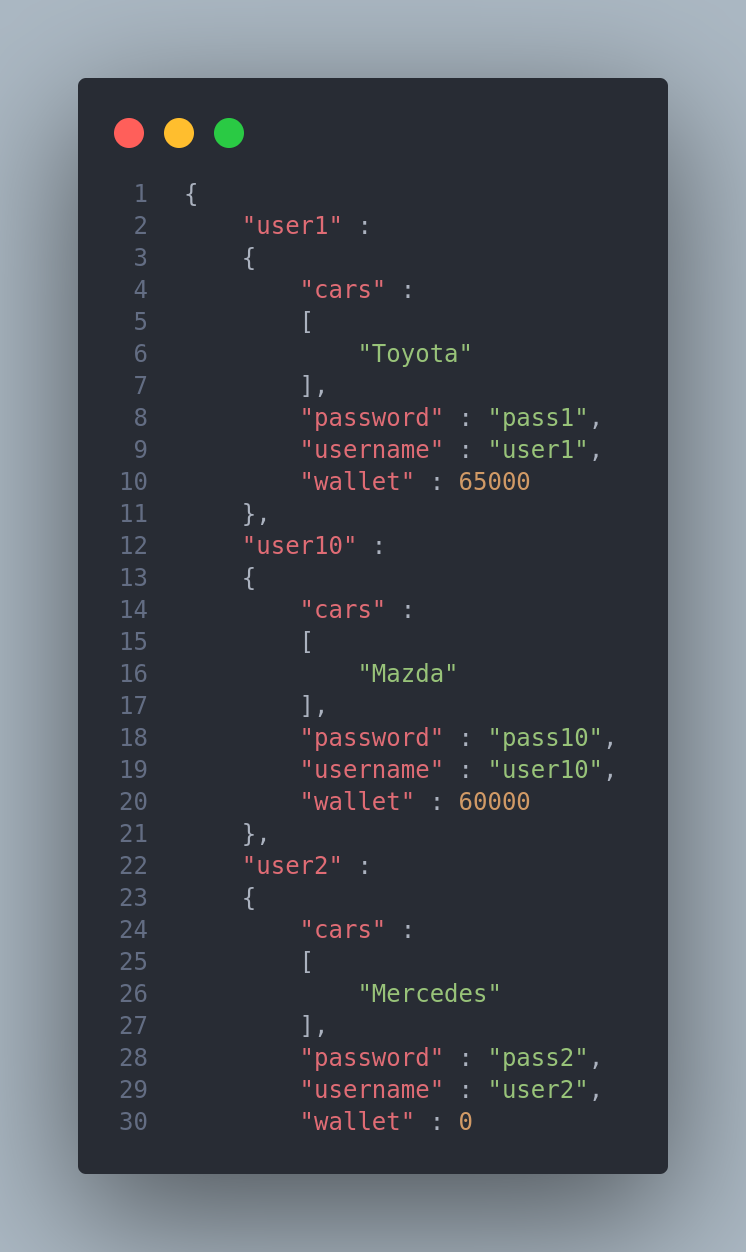 1 {
2     "user1" :
3     {
4         "cars" :
5         [
6             "Toyota"
7         ],
8         "password" : "pass1",
9         "username" : "user1",
10         "wallet" : 65000
11     },
12     "user10" :
13     {
14         "cars" :
15         [
16             "Mazda"
17         ],
18         "password" : "pass10",
19         "username" : "user10",
20         "wallet" : 60000
21     },
22     "user2" :
23     {
24         "cars" :
25         [
26             "Mercedes"
27         ],
28         "password" : "pass2",
29         "username" : "user2",
30         "wallet" : 0